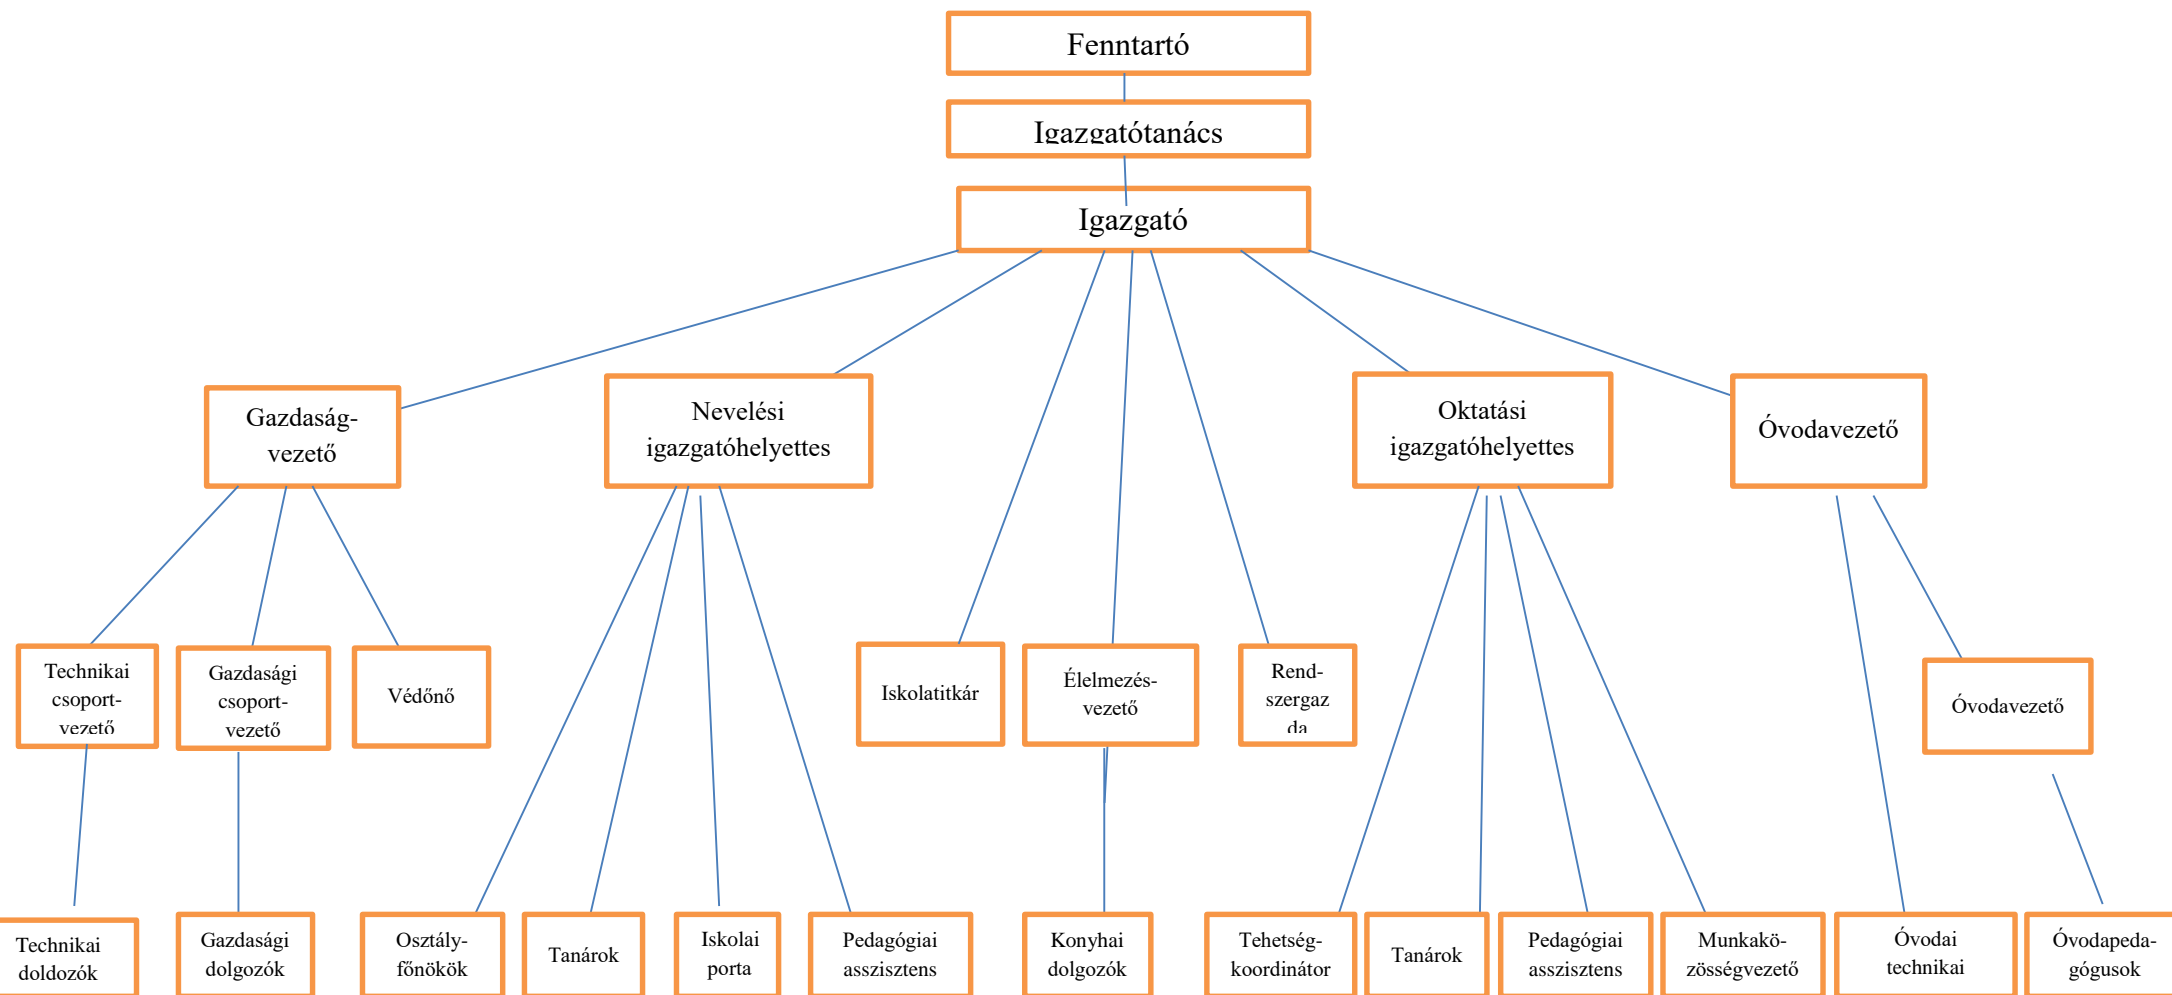 Fenntartó
Igazgatótanács
Igazgató
Gazdaság-
vezető
Nevelési
igazgatóhelyettes
Oktatási
igazgatóhelyettes
Óvodavezető
Technikai
csoport-
vezető
Gazdasági
csoport-
vezető
Védőnő
Iskolatitkár
Élelmezés-
vezető
Rend-
szergaz
da
Óvodavezető
Technikai
doldozók
Gazdasági
dolgozók
Osztály-
főnökök
Tanárok
Iskolai
porta
Pedagógiai
asszisztens
Konyhai
dolgozók
Tehetség-
koordinátor
Tanárok
Pedagógiai
asszisztens
Munkakö-
zösségvezető
Óvodai
technikai
Óvodapeda-
gógusok